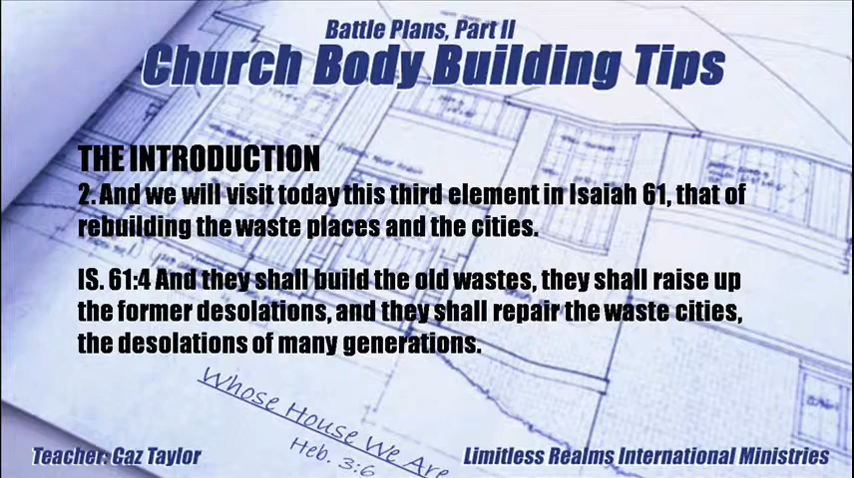 Battle Plans, Part II
Church Body Building Tips
THE INTRODUCTION
2. And we will visit today this third element in Isaiah 61, that of
rebuilding the waste places and the cities.
IS. 61:4 And they shall build the old wastes, they shall raise up
the former desolations, and they shall repair the waste cities,
the desolations of many generations.
Whose House We Are
Heb. 3:6
Teacher: Caz Taylor
Limitless Realms International Ministries